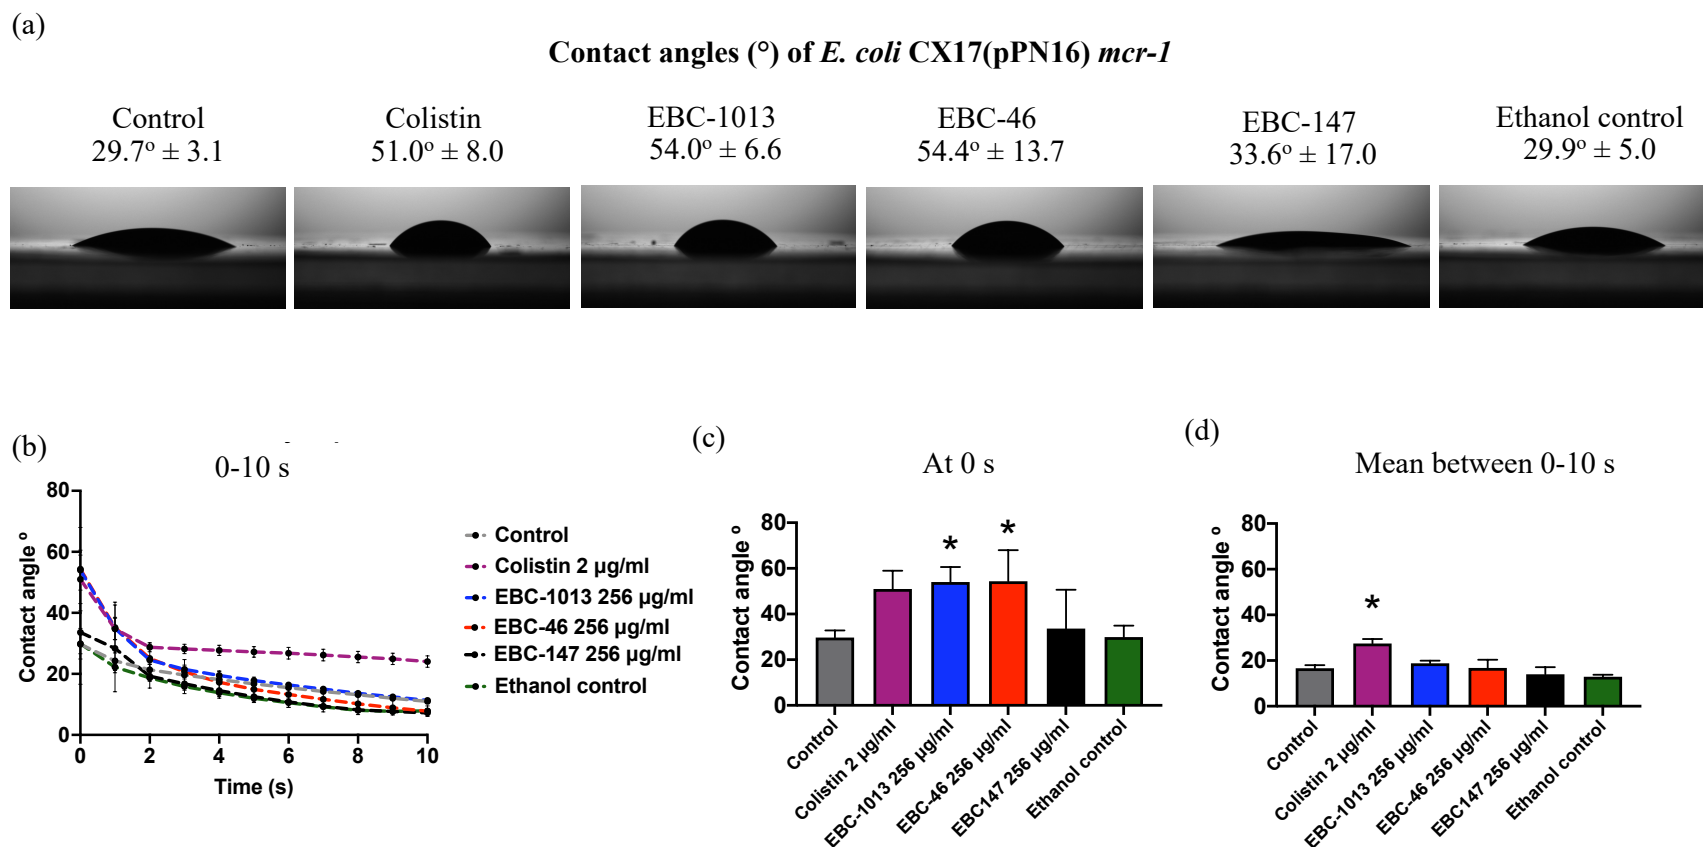 (a)
Contact angles (°) of E. coli CX17(pPN16) mcr-1
Control
29.7º ± 3.1
Colistin
51.0º ± 8.0
EBC-1013
54.0º ± 6.6
EBC-46
54.4º ± 13.7
EBC-147
33.6º ± 17.0
Ethanol control
29.9º ± 5.0
(b)
0-10 s
Contact angle º
80
60
40
20
0
0 2 4 6 8 10
Time (s)
Control
Colistin 2 µg/ml
EBC-1013 256 µg/ml
EBC-46 256 µg/ml
EBC-147 256 µg/ml
Ethanol control
(c)
At 0 s
Contact angle º
80
60
40
20
0
* *
Control
Colistin 2 µg/ml
EBC-1013 256 µg/ml
EBC-46 256 µg/ml
EBC147 256 µg/ml
Ethanol control
(d)
Mean between 0-10 s
Contact angle º
80
60
40
20
0
*
Control
Colistin 2 µg/ml
EBC-1013 256 µg/ml
EBC-46 256 µg/ml
EBC147 256 µg/ml
Ethanol control